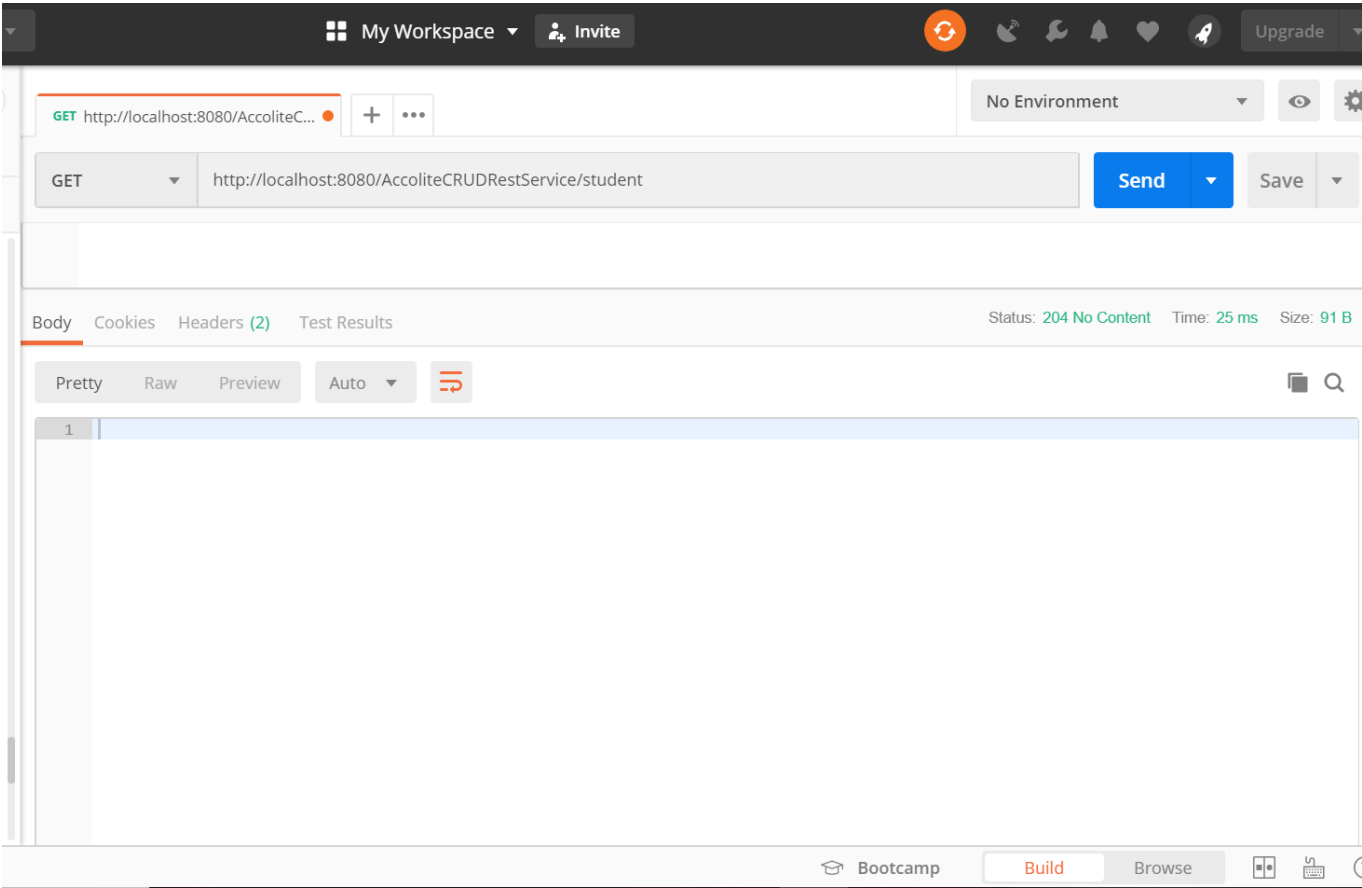 My Workspace Invite Upgrade
GET http://localhost:8080/AccoliteC... No Environment
GET http://localhost:8080/AccoliteCRUDRestService/student Send Save
Body Cookies Headers (2) Test Results Status: 204 No Content Time: 25 ms Size: 91 B
Pretty Raw Preview Auto
1
Bootcamp Build Browse